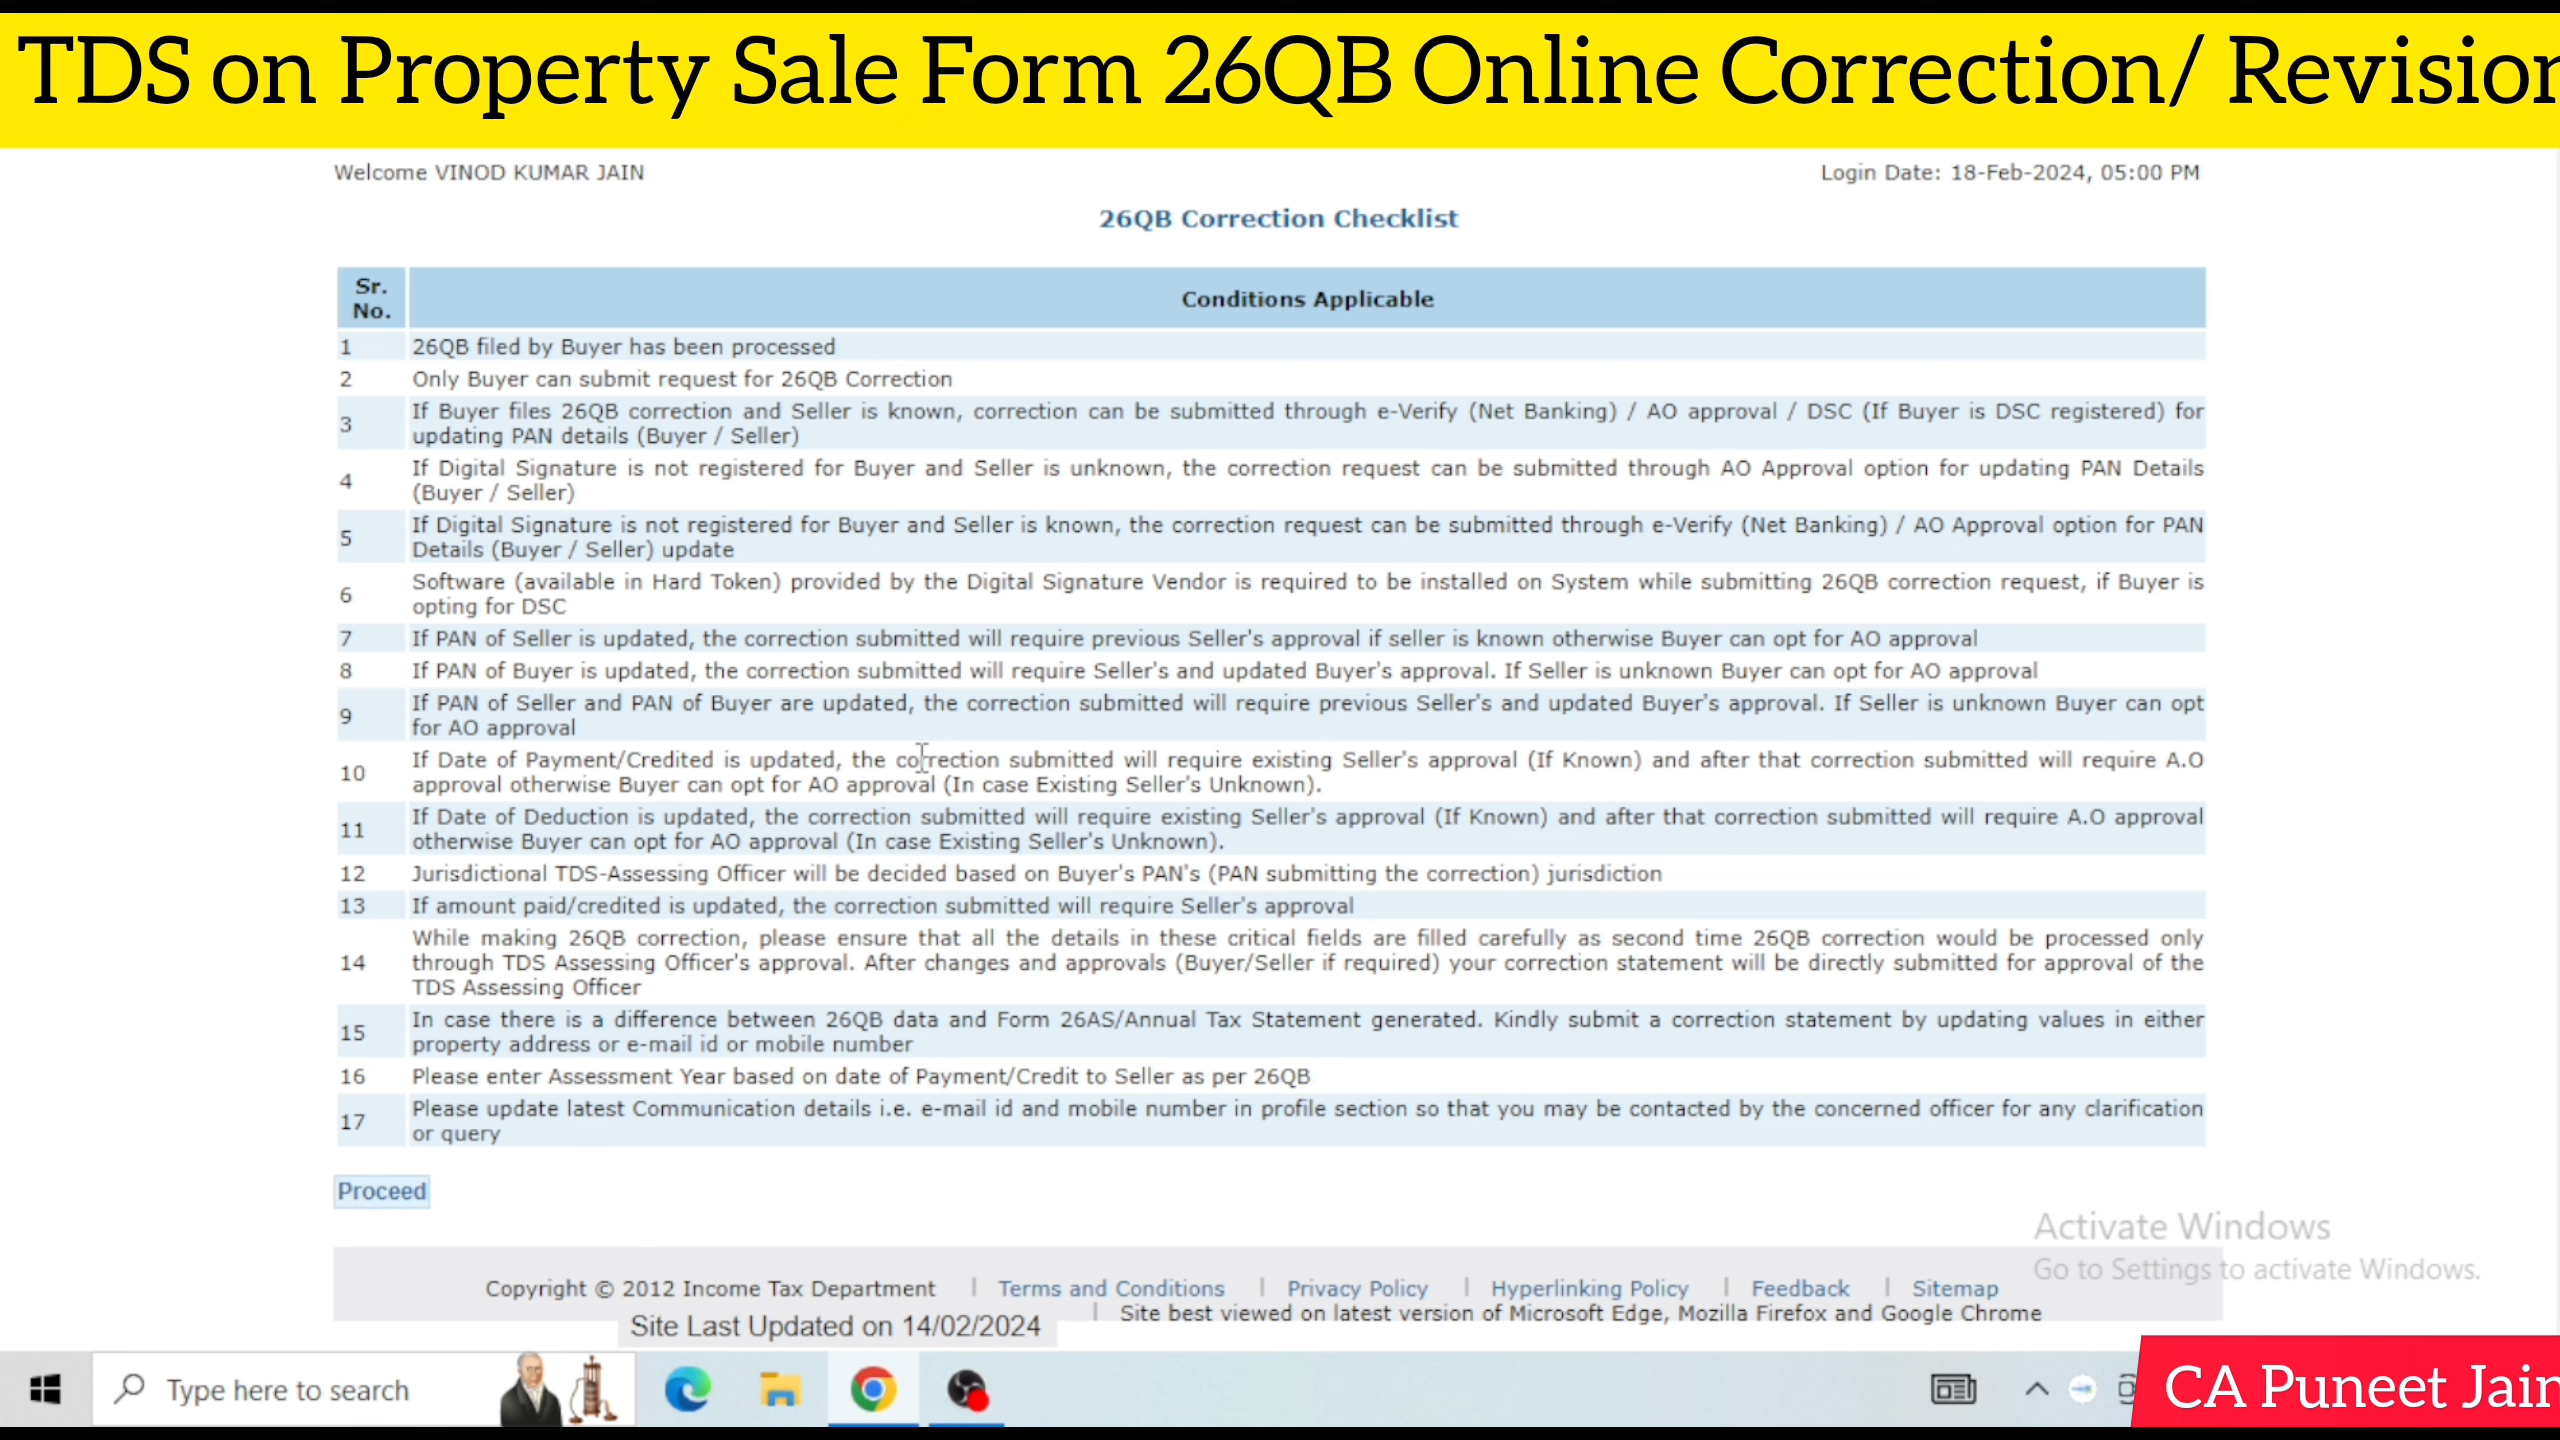 TDS on Property Sale Form 26QB Online Correction/ Revision
Welcome VINOD KUMAR JAIN
Login Date: 18-Feb-2024, 05:00 PM
26QB Correction Checklist
Sr. No.
Conditions Applicable
1 26QB filed by Buyer has been processed
2 Only Buyer can submit request for 26QB Correction
3 If Buyer files 26QB correction and Seller is known, correction can be submitted through e-Verify (Net Banking) / AO approval / DSC (If Buyer is DSC registered) for
updating PAN details (Buyer / Seller)
4 If Digital Signature is not registered for Buyer and Seller is unknown, the correction request can be submitted through AO Approval option for updating PAN Details
(Buyer / Seller)
5 If Digital Signature is not registered for Buyer and Seller is known, the correction request can be submitted through e-Verify (Net Banking) / AO Approval option for PAN
Details (Buyer / Seller) update
6 Software (available in Hard Token) provided by the Digital Signature Vendor is required to be installed on System while submitting 26QB correction request, if Buyer is
opting for DSC
7 If PAN of Seller is updated, the correction submitted will require previous Seller's approval if seller is known otherwise Buyer can opt for AO approval
8 If PAN of Buyer is updated, the correction submitted will require Seller's and updated Buyer's approval. If Seller is unknown Buyer can opt for AO approval
9 If PAN of Seller and PAN of Buyer are updated, the correction submitted will require previous Seller's and updated Buyer's approval. If Seller is unknown Buyer can opt
for AO approval
10 If Date of Payment/Credited is updated, the correction submitted will require existing Seller's approval (If Known) and after that correction submitted will require A.O
approval otherwise Buyer can opt for AO approval (In case Existing Seller's Unknown).
11 If Date of Deduction is updated, the correction submitted will require existing Seller's approval (If Known) and after that correction submitted will require A.O approval
otherwise Buyer can opt for AO approval (In case Existing Seller's Unknown).
12 Jurisdictional TDS-Assessing Officer will be decided based on Buyer's PAN's (PAN submitting the correction) jurisdiction
13 If amount paid/credited is updated, the correction submitted will require Seller's approval
14 While making 26QB correction, please ensure that all the details in these critical fields are filled carefully as second time 26QB correction would be processed only
through TDS Assessing Officer's approval. After changes and approvals (Buyer/Seller if required) your correction statement will be directly submitted for approval of the
TDS Assessing Officer
15 In case there is a difference between 26QB data and Form 26AS/Annual Tax Statement generated. Kindly submit a correction statement by updating values in either
property address or e-mail id or mobile number
16 Please enter Assessment Year based on date of Payment/Credit to Seller as per 26QB
17 Please update latest Communication details i.e. e-mail id and mobile number in profile section so that you may be contacted by the concerned officer for any clarification
or query
Proceed
Activate Windows
Go to Settings to activate Windows.
Copyright © 2012 Income Tax Department | Terms and Conditions | Privacy Policy | Hyperlinking Policy | Feedback | Sitemap
Site Last Updated on 14/02/2024 | Site best viewed on latest version of Microsoft Edge, Mozilla Firefox and Google Chrome
Type here to search
CA Puneet Jain